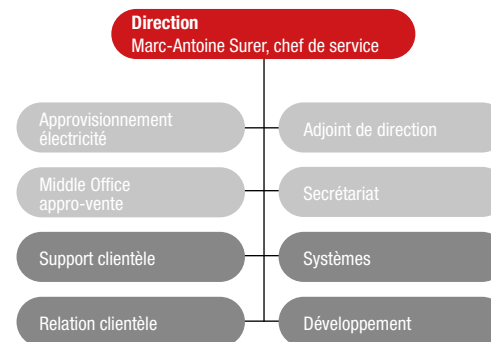 Direction
Marc-Antoine Surer, chef de service
Approvisionnement
électricité
Adjoint de direction
Middle Office
appro-vente
Secrétariat
Support clientèle
Systèmes
Relation clientèle
Développement